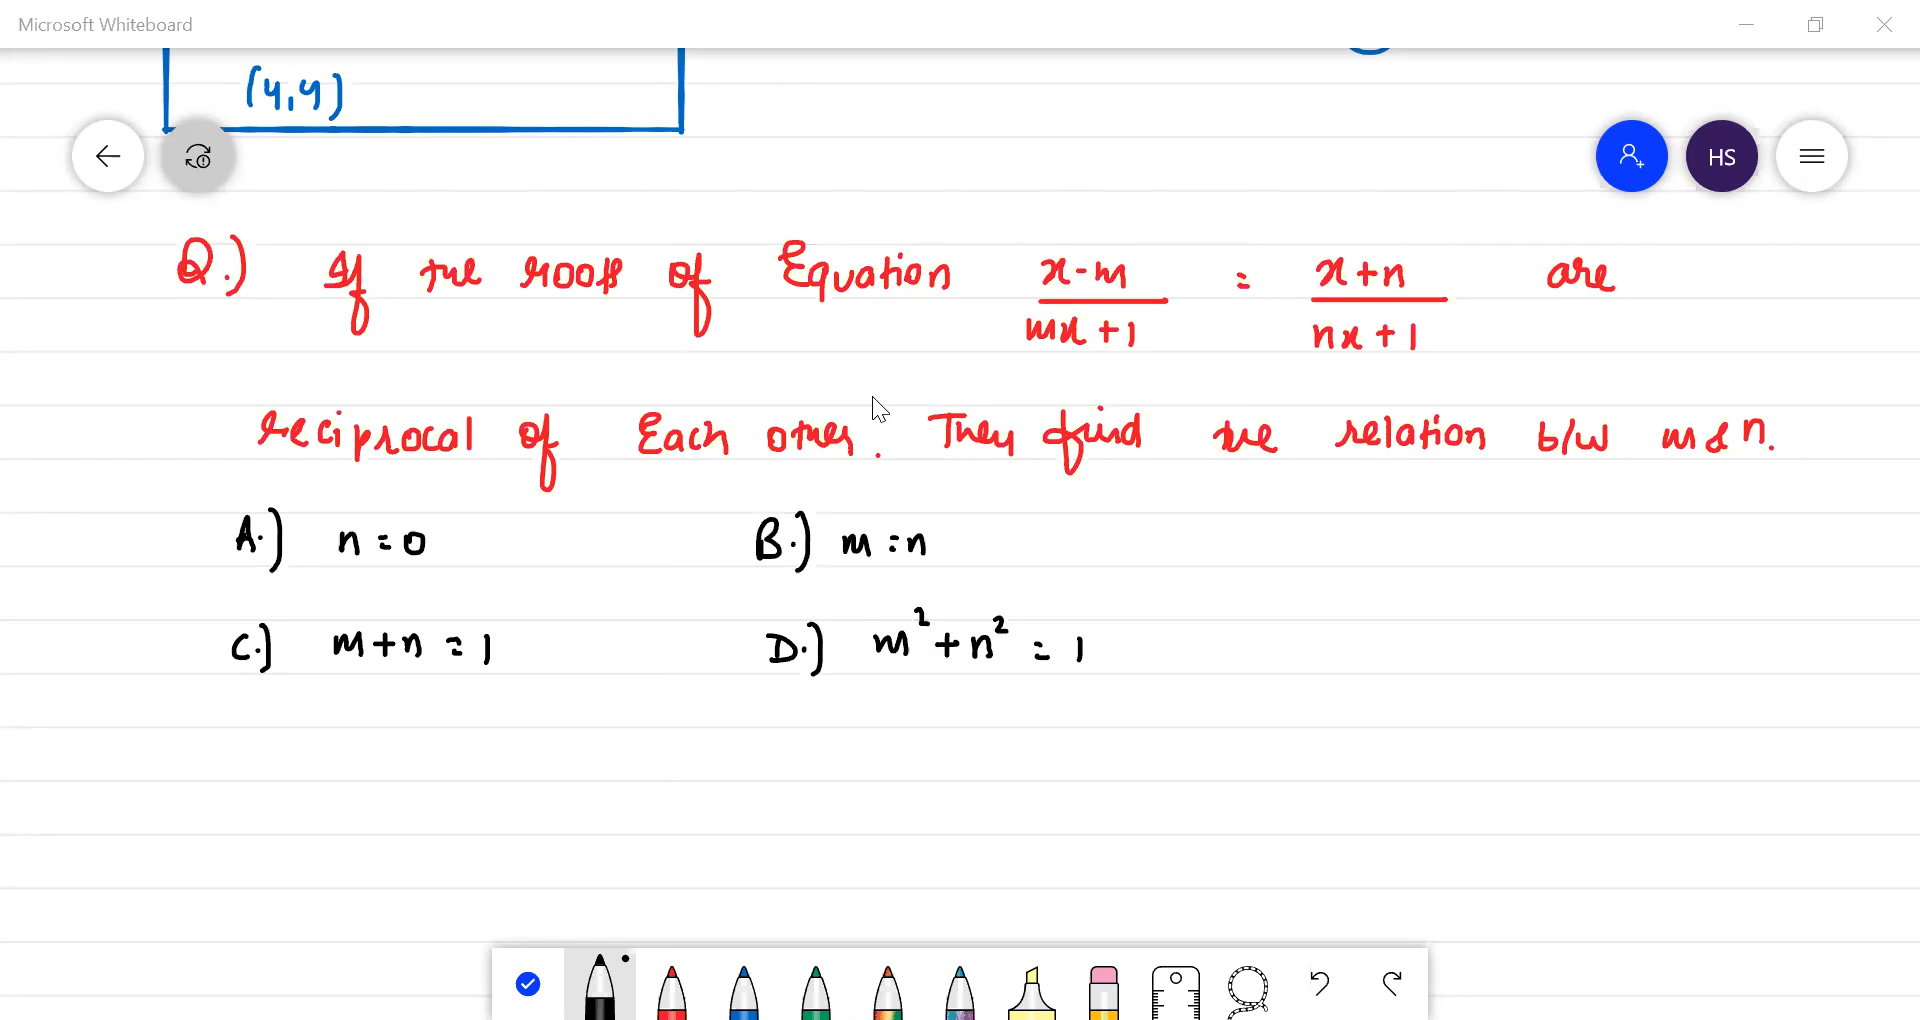 Microsoft Whiteboard
(4,4)
HS
Q.) If the roots of Equation x-m / mx+1 = x+n / nx+1 are
reciprocal of Each other. Then find the relation b/w m & n.
A.) n = 0 B.) m = n
C.) m+n = 1 D.) m² + n² = 1